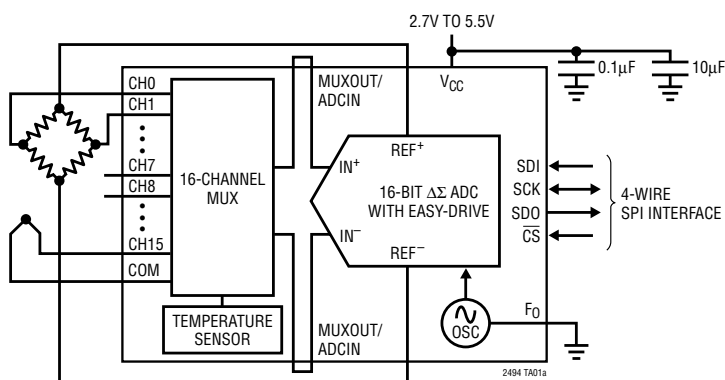 2.7V TO 5.5V
0.1µF
10µF
CH0
CH1
CH7
CH8
CH15
COM
16-CHANNEL
MUX
TEMPERATURE
SENSOR
MUXOUT/
ADCIN
IN+
IN–
MUXOUT/
ADCIN
VCC
REF+
16-BIT ΔΣ ADC
WITH EASY-DRIVE
REF–
SDI
SCK
SDO
CS
4-WIRE
SPI INTERFACE
OSC
FO
2494 TA01a